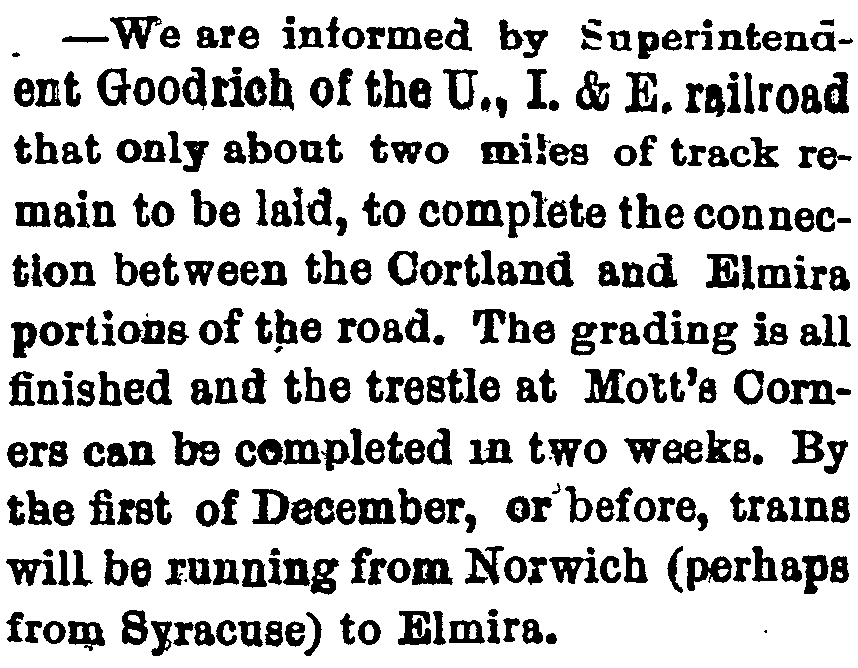 —We are informed by Superintend-
ent Goodrich of the U., I. & E. railroad
that only about two miles of track re-
main to be laid, to complete the connec-
tion between the Cortland and Elmira
portions of the road. The grading is all
finished and the trestle at Mott's Corn-
ers can be completed in two weeks. By
the first of December, or before, trains
will be running from Norwich (perhaps
from Syracuse) to Elmira.